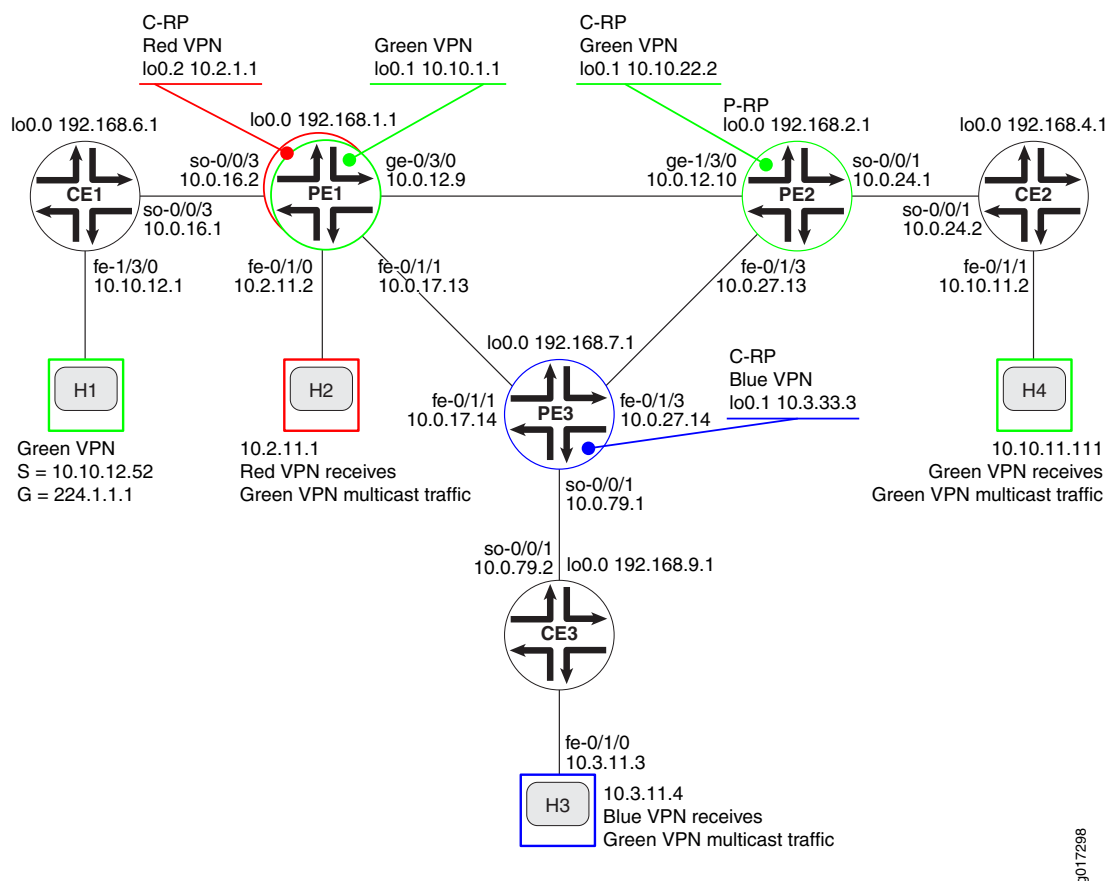 C-RP
Red VPN
lo0.2 10.2.1.1
Green VPN
lo0.1 10.10.1.1
C-RP
Green VPN
lo0.1 10.10.22.2
lo0.0 192.168.6.1
lo0.0 192.168.1.1
P-RP
lo0.0 192.168.2.1
lo0.0 192.168.4.1
so-0/0/3
10.0.16.2
ge-0/3/0
10.0.12.9
ge-1/3/0
10.0.12.10
so-0/0/1
10.0.24.1
CE1
PE1
PE2
CE2
so-0/0/3
10.0.16.1
so-0/0/1
10.0.24.2
fe-1/3/0
10.10.12.1
fe-0/1/0
10.2.11.2
fe-0/1/1
10.0.17.13
fe-0/1/3
10.0.27.13
fe-0/1/1
10.10.11.2
lo0.0 192.168.7.1
C-RP
Blue VPN
lo0.1 10.3.33.3
H1
H2
H4
fe-0/1/1
10.0.17.14
PE3
fe-0/1/3
10.0.27.14
Green VPN
S = 10.10.12.52
G = 224.1.1.1
10.2.11.1
Red VPN receives
Green VPN multicast traffic
10.10.11.111
Green VPN receives
Green VPN multicast traffic
so-0/0/1
10.0.79.1
so-0/0/1
10.0.79.2
lo0.0 192.168.9.1
CE3
fe-0/1/0
10.3.11.3
H3
10.3.11.4
Blue VPN receives
Green VPN multicast traffic
g017298